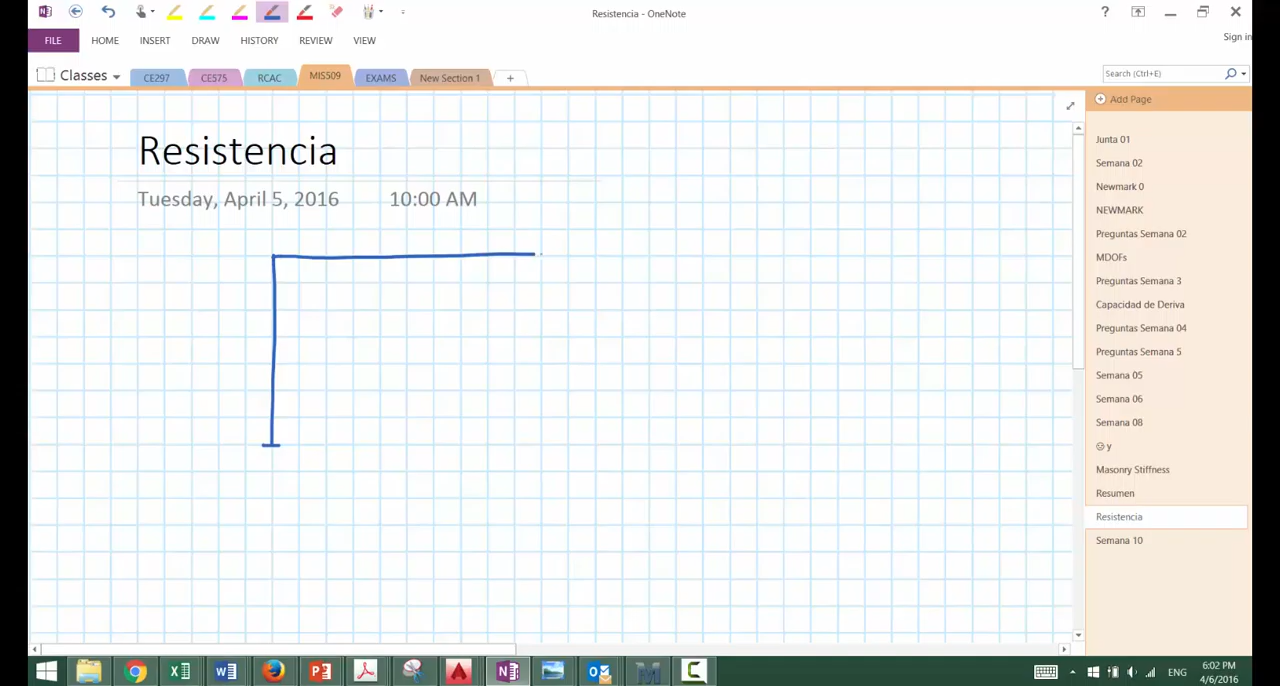 Resistencia - OneNote
?
Sign in
FILE HOME INSERT DRAW HISTORY REVIEW VIEW
Classes CE297 CE575 RCAC MIS509 EXAMS New Section 1 +
Search (Ctrl+E)
Add Page
Resistencia
Tuesday, April 5, 2016 10:00 AM
Junta 01
Semana 02
Newmark 0
NEWMARK
Preguntas Semana 02
MDOFs
Preguntas Semana 3
Capacidad de Deriva
Preguntas Semana 04
Preguntas Semana 5
Semana 05
Semana 06
Semana 08
☺ y
Masonry Stiffness
Resumen
Resistencia
Semana 10
ENG
6:02 PM
4/6/2016